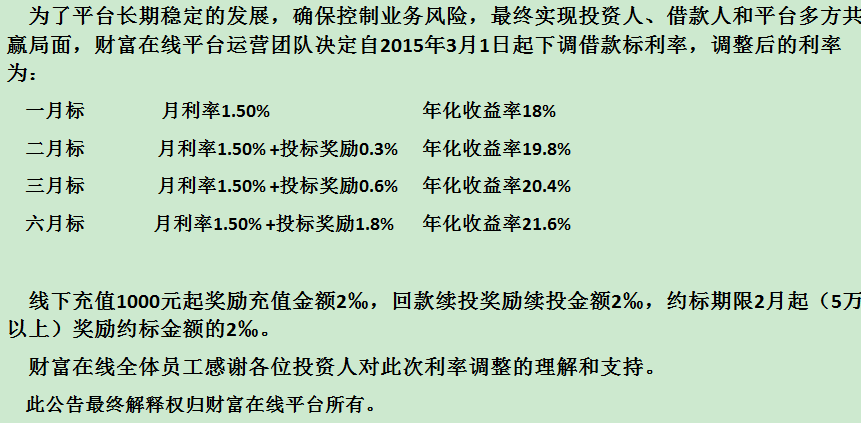 为了平台长期稳定的发展，确保控制业务风险，最终实现投资人、借款人和平台多方共
赢局面，财富在线平台运营团队决定自2015年3月1日起下调借款标利率，调整后的利率
为：
一月标 月利率1.50% 年化收益率18%
二月标 月利率1.50% +投标奖励0.3% 年化收益率19.8%
三月标 月利率1.50% +投标奖励0.6% 年化收益率20.4%
六月标 月利率1.50% +投标奖励1.8% 年化收益率21.6%
线下充值1000元起奖励充值金额2‰，回款续投奖励续投金额2‰，约标期限2月起（5万
以上）奖励约标金额的2‰。
财富在线全体员工感谢各位投资人对此次利率调整的理解和支持。
此公告最终解释权归财富在线平台所有。